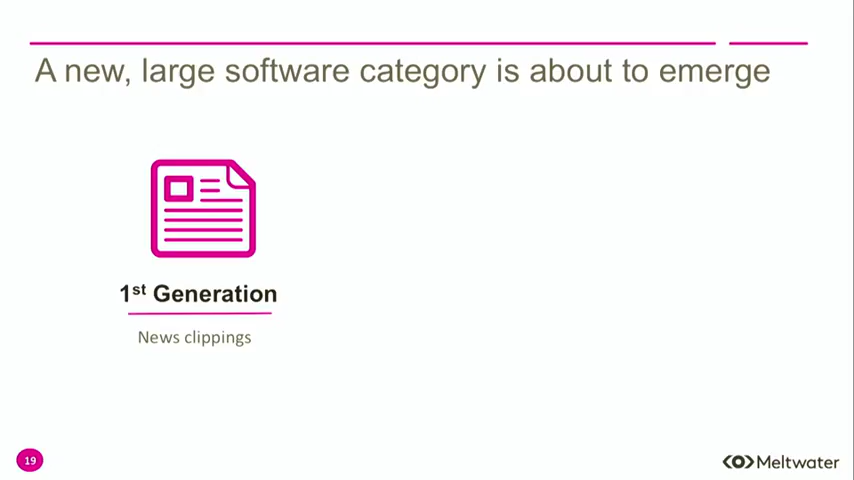 A new, large software category is about to emerge
1st Generation
News clippings
19
Meltwater